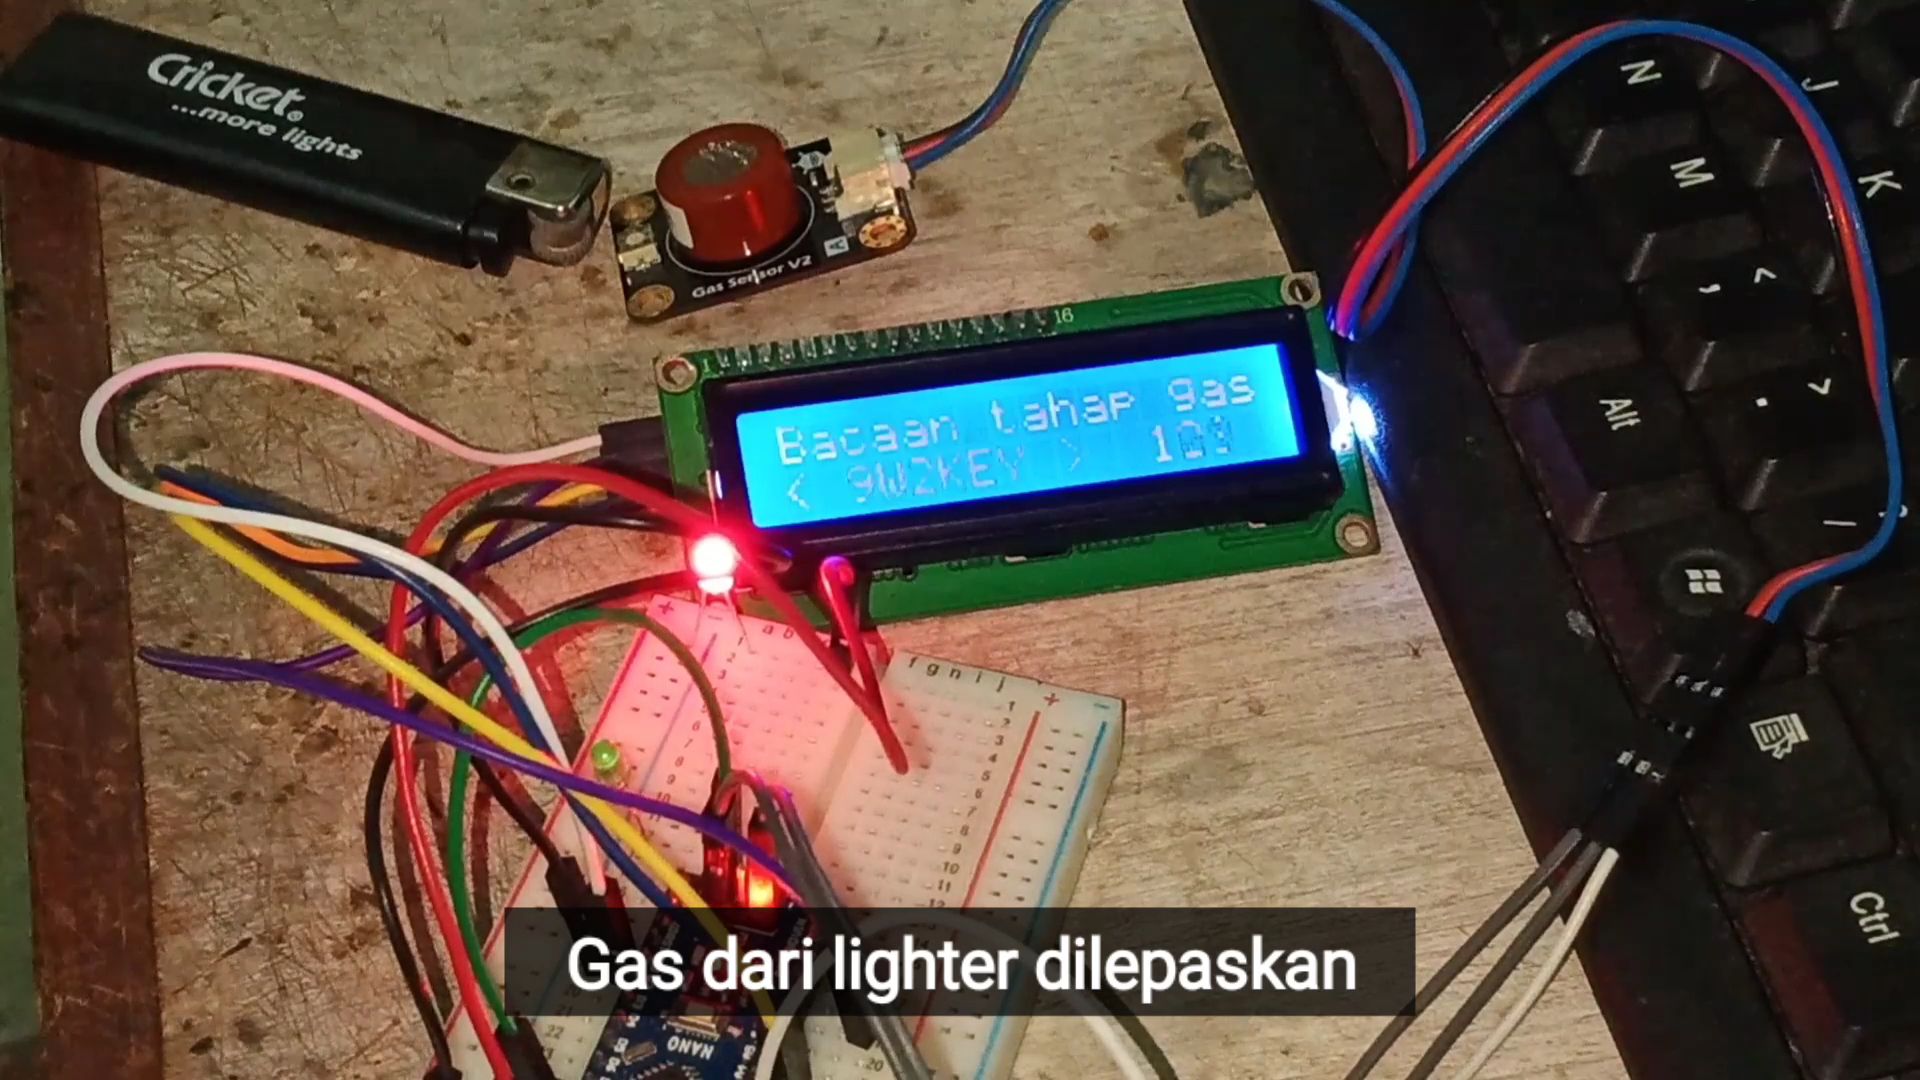 Cricket®
...more lights
Gas Sensor V2
A
16
Bacaan tahap gas
< 9W2KEY >
N
J
M
K
, <
. >
/
Alt
Ctrl
a b
f g h i j
NANO
Gas dari lighter dilepaskan